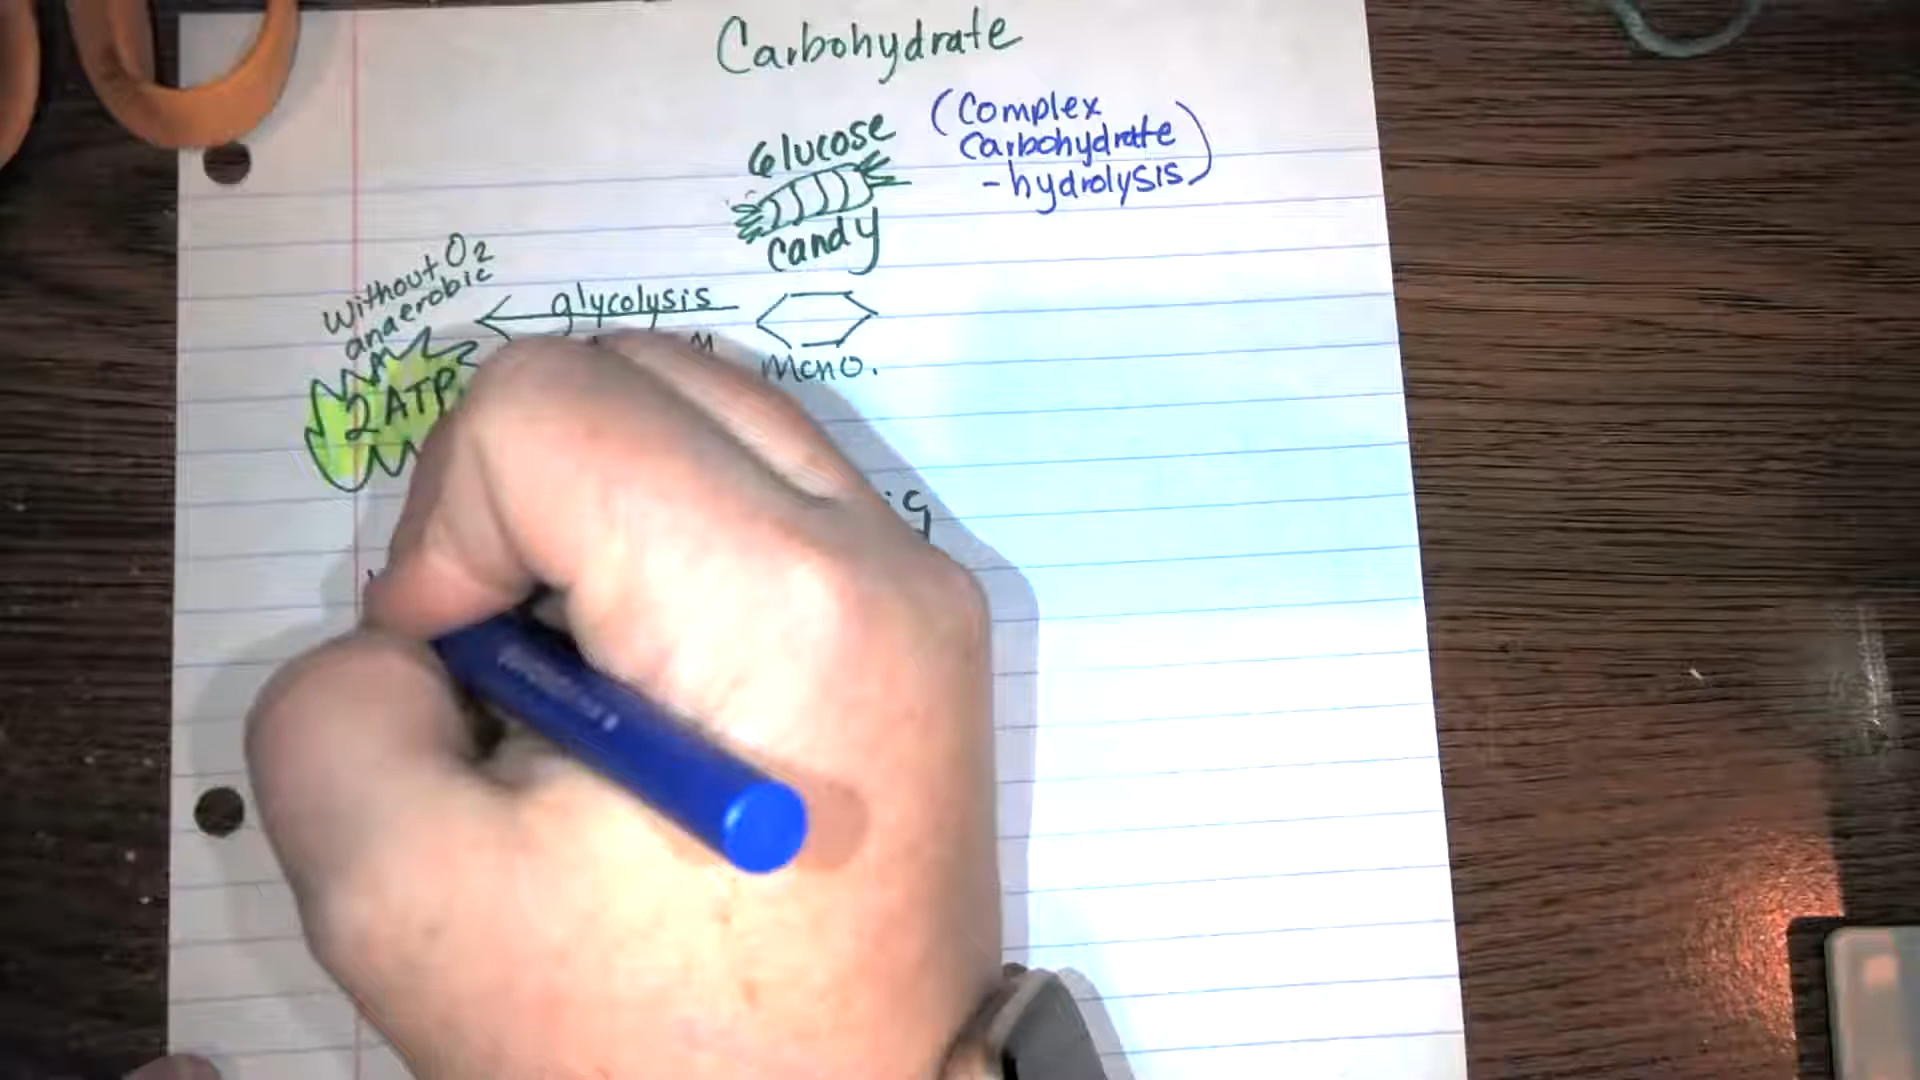 Carbohydrate
Glucose
candy
(Complex
Carbohydrate
-hydrolysis)
Without O2
anaerobic
glycolysis
Mono.
2 ATP